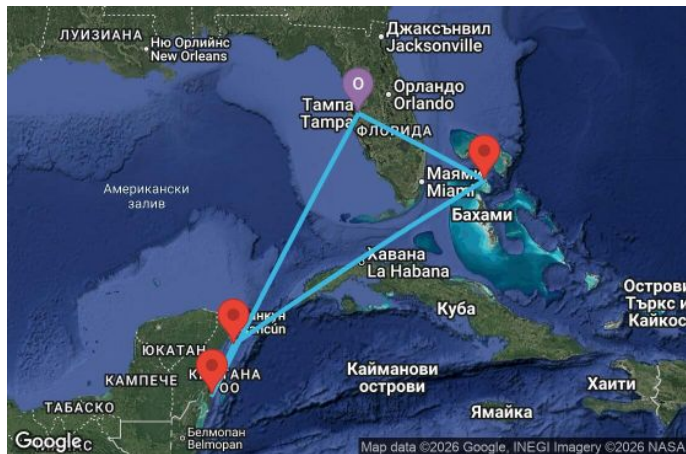 ЛУИЗИАНА
Ню Орлийнс
New Orleans
Джаксънвил
Jacksonville
О
Орландо
Orlando
Тампа
Tampa
ФЛОРИДА
Маями
Miami
Американски
залив
Бахами
Хавана
La Habana
Куба
Острови
Търкс и
Кайкос
ЮКАТАН
КАМПЕЧЕ
Кайманови
острови
Хаити
ТАБАСКО
Ямайка
Белмопан
Belmopan
Google
Map data ©2026 Google, INEGI Imagery ©2026 NASA